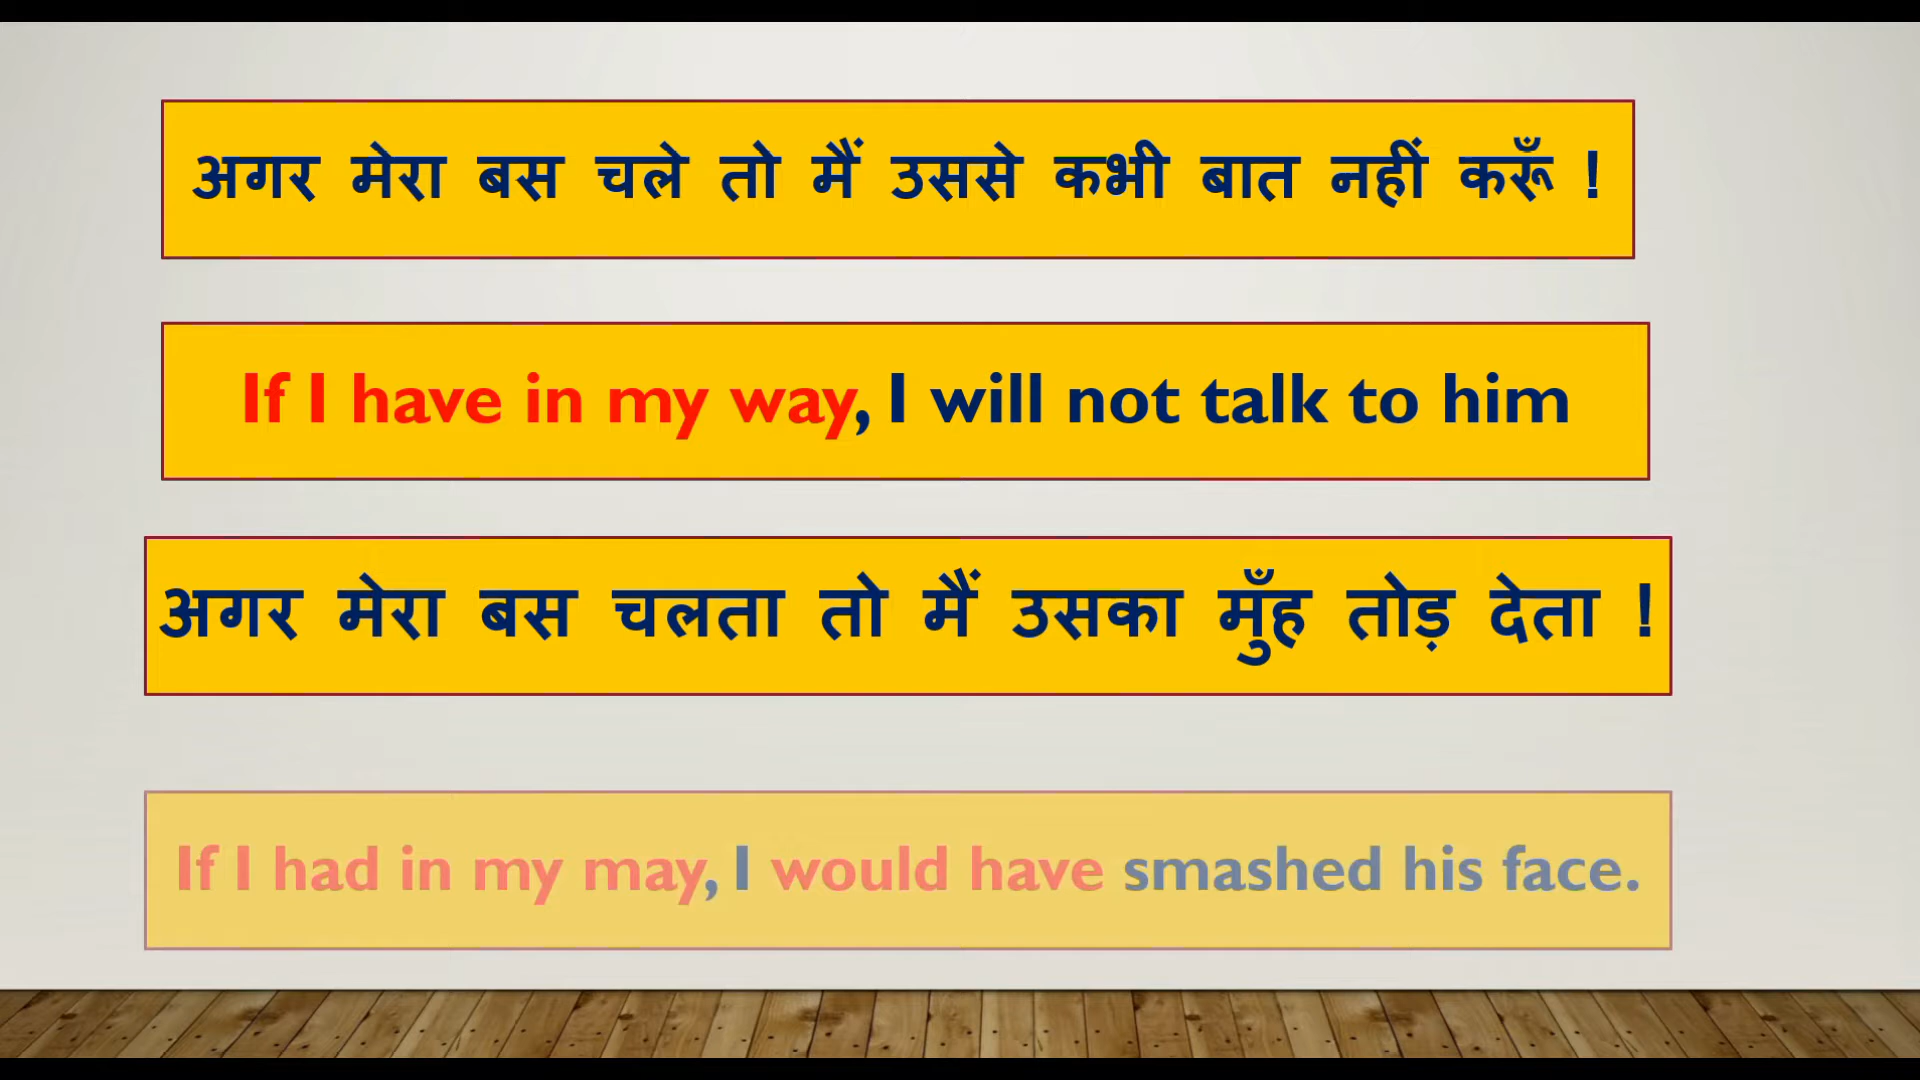 अगर मेरा बस चले तो मैं उससे कभी बात नहीं करूँ !
If I have in my way, I will not talk to him
अगर मेरा बस चलता तो मैं उसका मुँह तोड़ देता !
If I had in my may, I would have smashed his face.